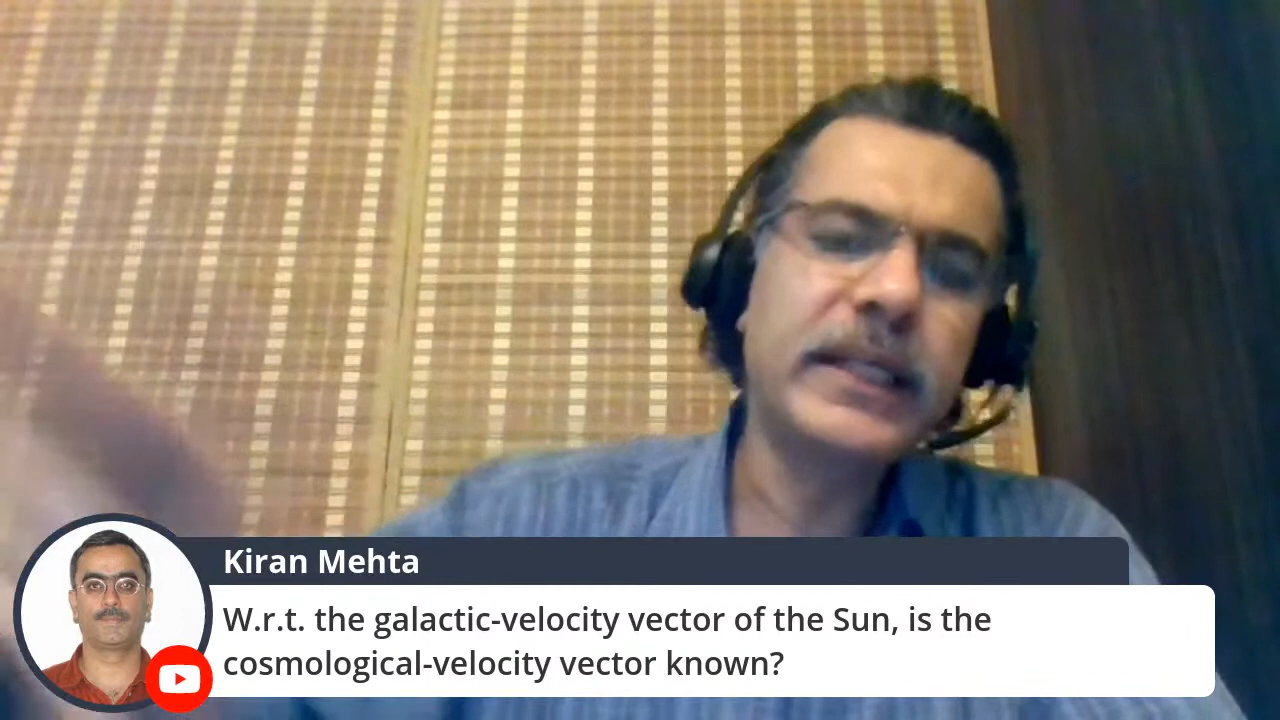 Kiran Mehta
W.r.t. the galactic-velocity vector of the Sun, is the
cosmological-velocity vector known?